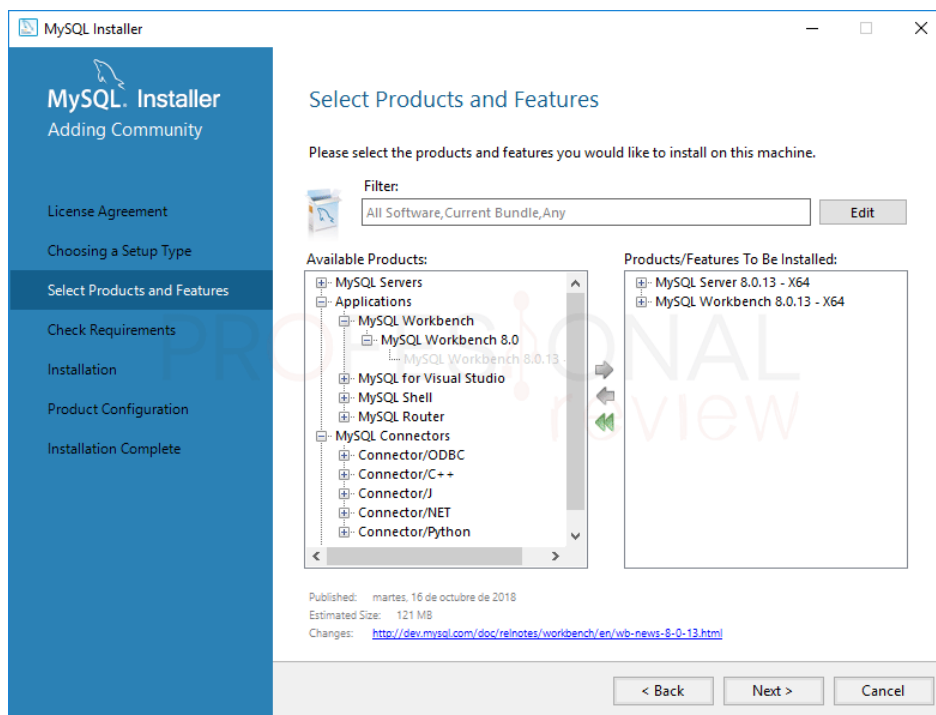 MySQL Installer
MySQL. Installer
Adding Community
License Agreement
Choosing a Setup Type
Select Products and Features
Check Requirements
Installation
Product Configuration
Installation Complete
Select Products and Features
Please select the products and features you would like to install on this machine.
Filter:
All Software,Current Bundle,Any
Edit
Available Products:
MySQL Servers
Applications
MySQL Workbench
MySQL Workbench 8.0
MySQL Workbench 8.0.13 -
MySQL for Visual Studio
MySQL Shell
MySQL Router
MySQL Connectors
Connector/ODBC
Connector/C++
Connector/J
Connector/NET
Connector/Python
Products/Features To Be Installed:
MySQL Server 8.0.13 - X64
MySQL Workbench 8.0.13 - X64
Published: martes, 16 de octubre de 2018
Estimated Size: 121 MB
Changes: http://dev.mysql.com/doc/relnotes/workbench/en/wb-news-8-0-13.html
< Back
Next >
Cancel
PROFESIONAL
review